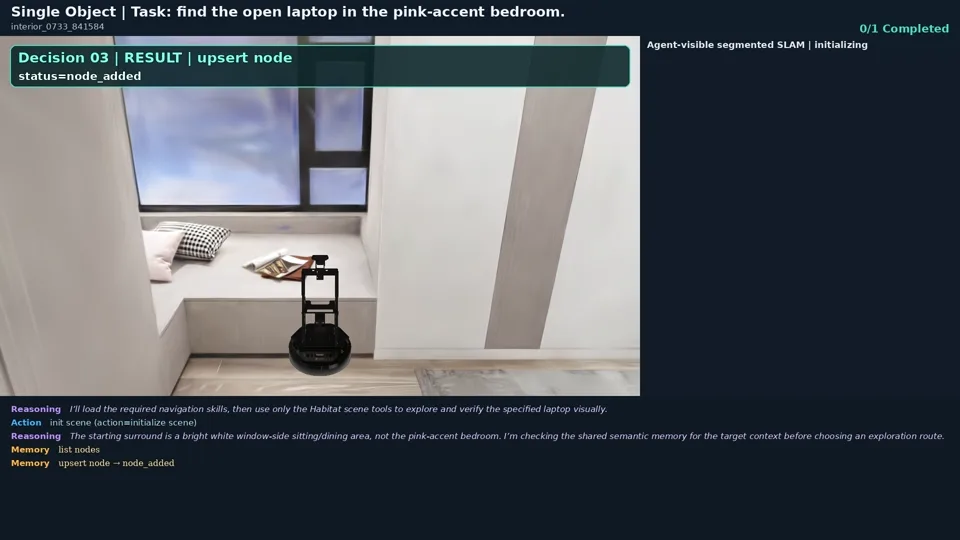 Single Object | Task: find the open laptop in the pink-accent bedroom.
interior_0733_841584
0/1 Completed
Agent-visible segmented SLAM | initializing
Decision 03 | RESULT | upsert node
status=node_added
Reasoning I'll load the required navigation skills, then use only the Habitat scene tools to explore and verify the specified laptop visually.
Action init scene (action=initialize scene)
Reasoning The starting surround is a bright white window-side sitting/dining area, not the pink-accent bedroom. I'm checking the shared semantic memory for the target context before choosing an exploration route.
Memory list nodes
Memory upsert node → node_added